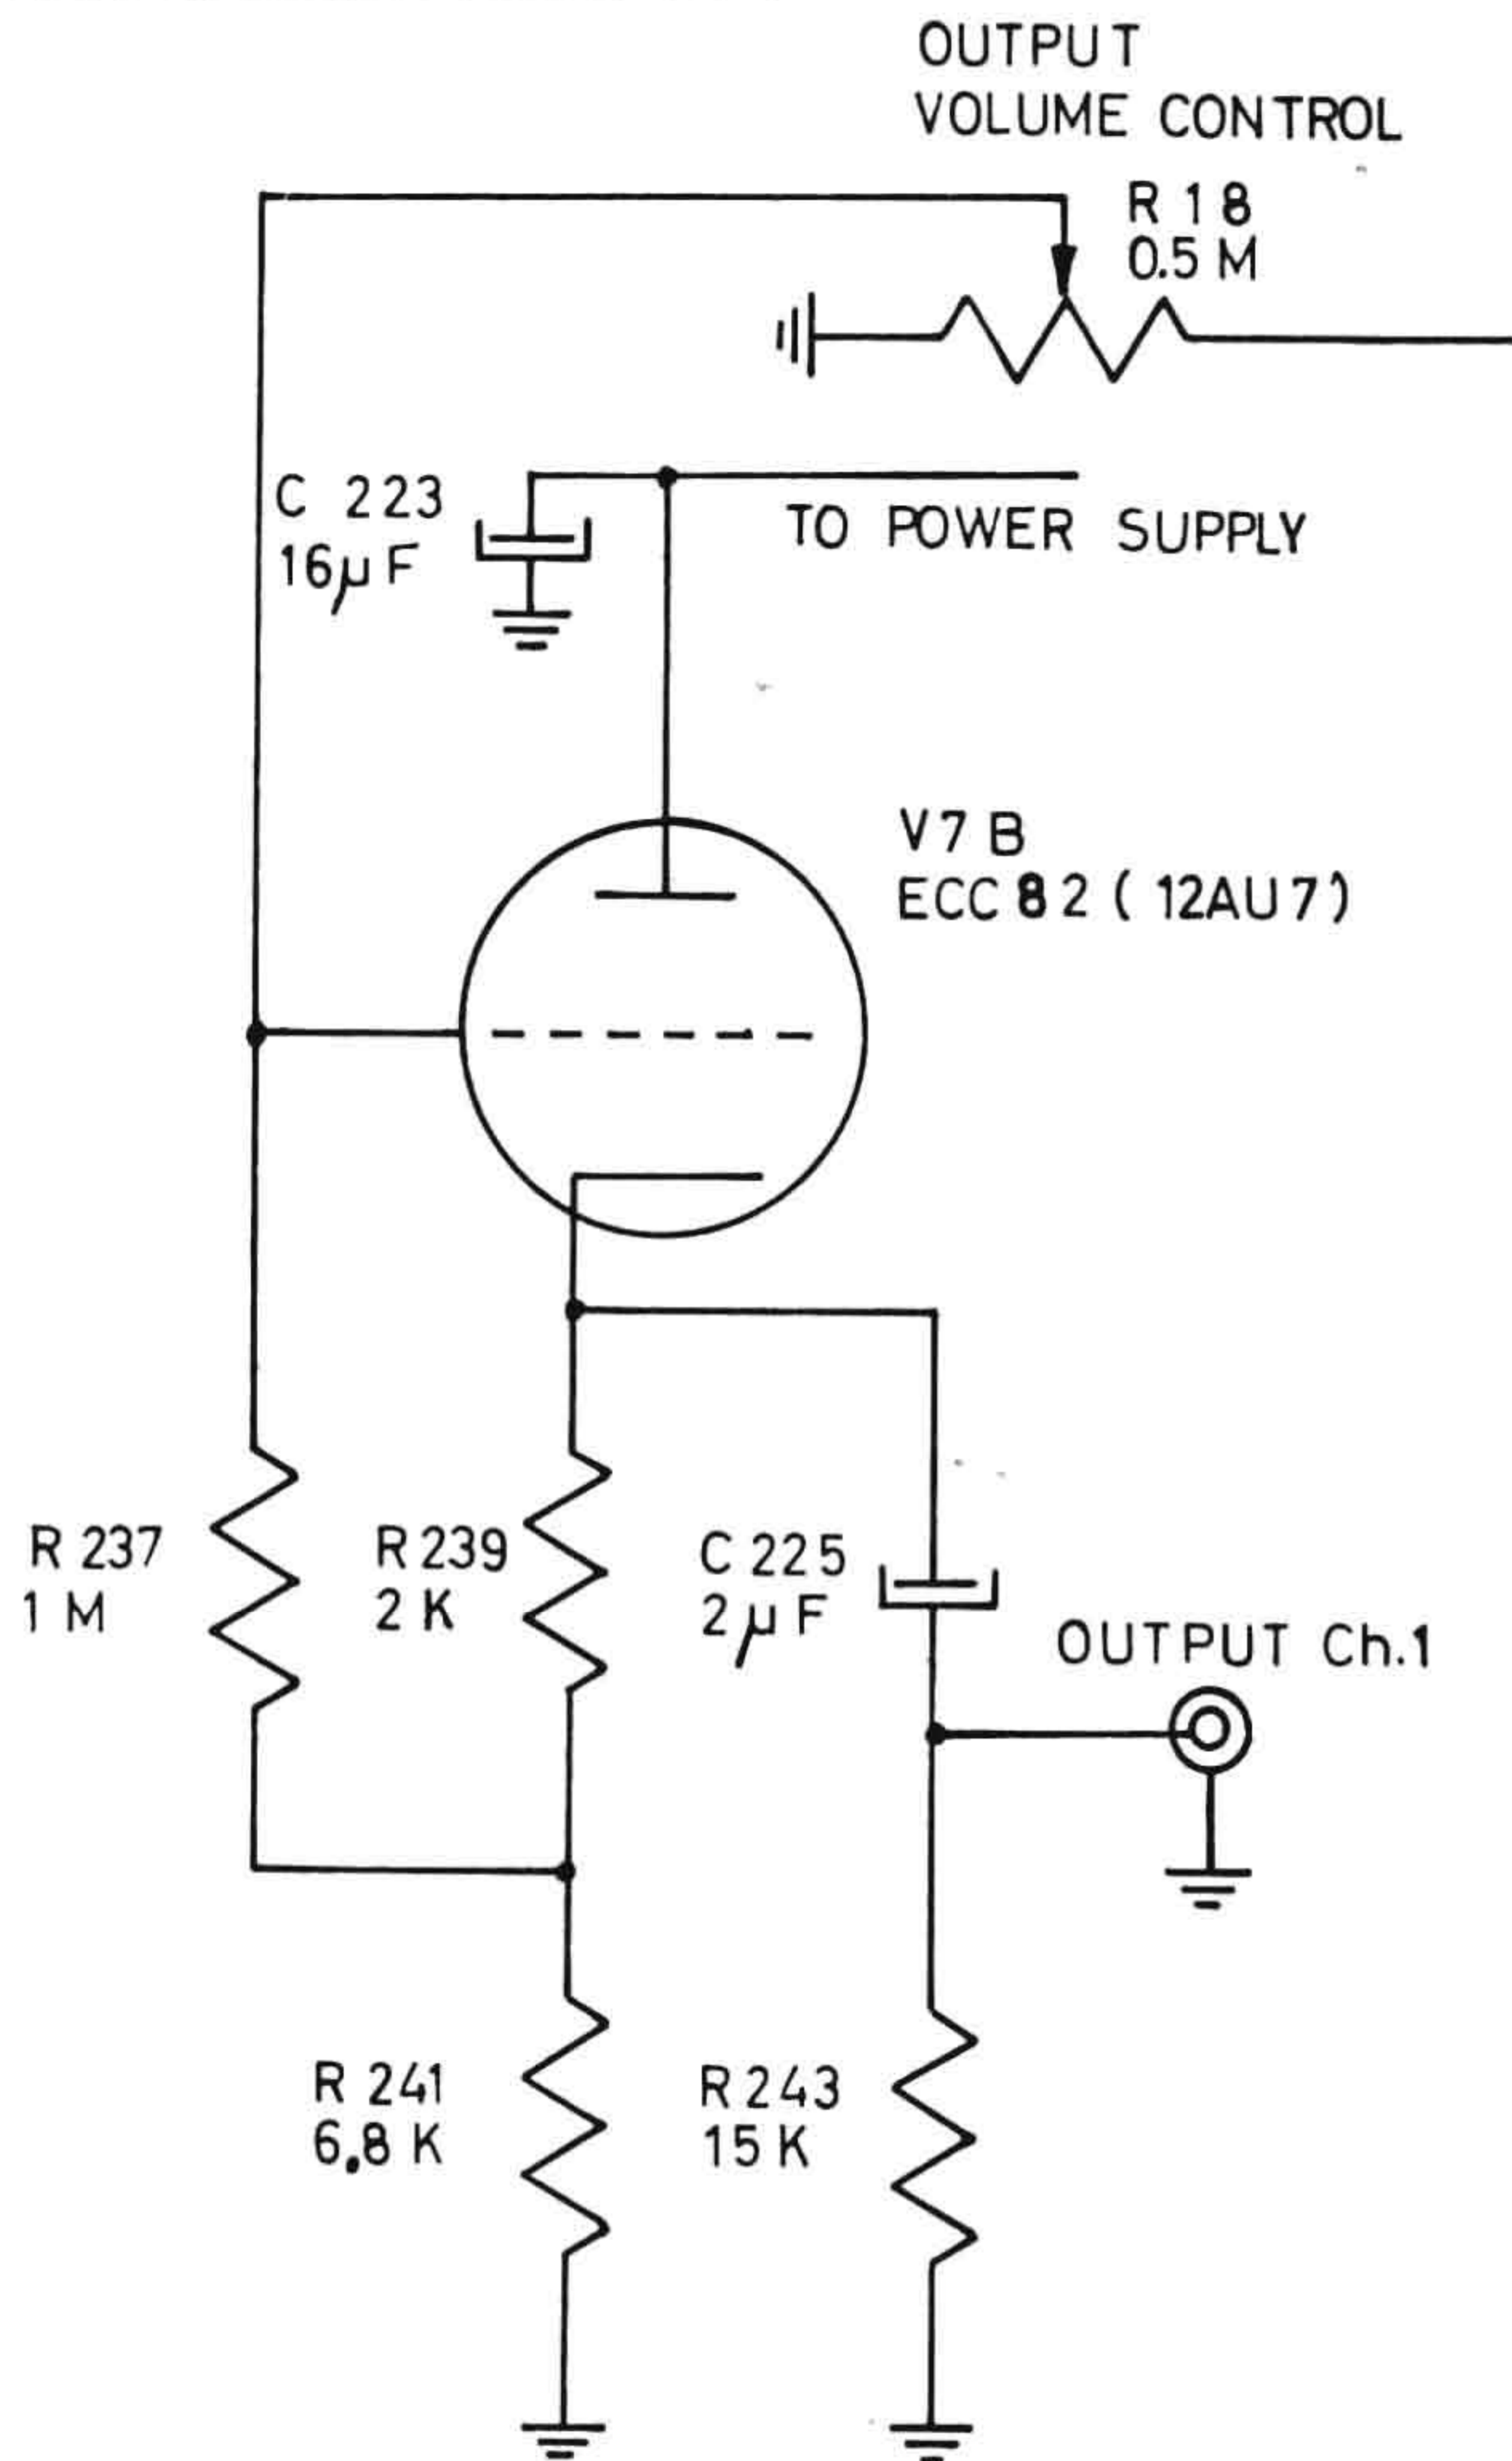 OUTPUT
VOLUME CONTROL
R 18
0.5 M
C 223
16µF
TO POWER SUPPLY
V7 B
ECC 82 ( 12AU7)
R 237
1 M
R 239
2 K
C 225
2µF
OUTPUT Ch.1
R 241
6,8 K
R 243
15 K